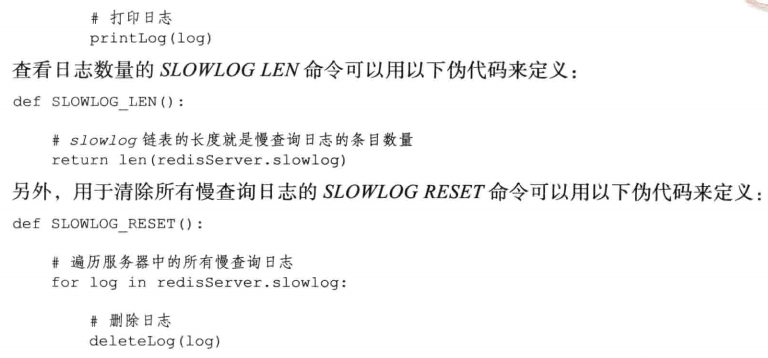 # 打印日志
printLog(log)
查看日志数量的 SLOWLOG LEN 命令可以用以下伪代码来定义：
def SLOWLOG_LEN():
# slowlog 链表的长度就是慢查询日志的条目数量
return len(redisServer.slowlog)
另外，用于清除所有慢查询日志的 SLOWLOG RESET 命令可以用以下伪代码来定义：
def SLOWLOG_RESET():
# 遍历服务器中的所有慢查询日志
for log in redisServer.slowlog:
# 删除日志
deleteLog(log)